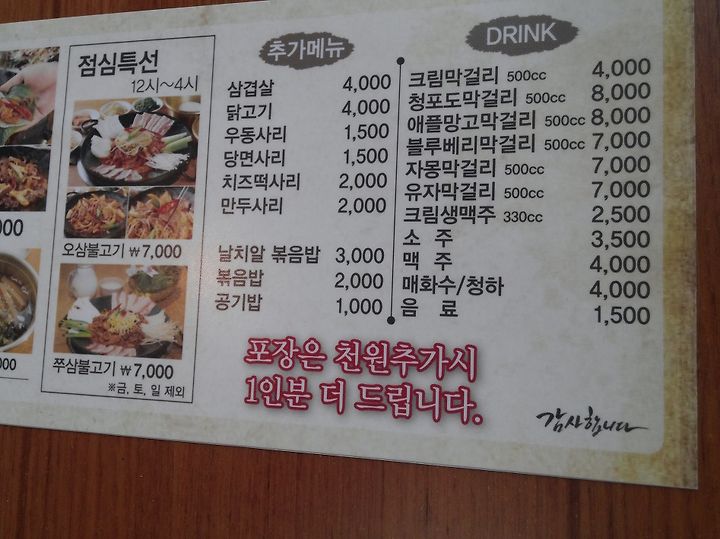 점심특선
12시~4시
오삼불고기 ₩7,000
쭈삼불고기 ₩7,000
※금, 토, 일 제외
추가메뉴
삼겹살 4,000
닭고기 4,000
우동사리 1,500
당면사리 1,500
치즈떡사리 2,000
만두사리 2,000
날치알 볶음밥 3,000
볶음밥 2,000
공기밥 1,000
DRINK
크림막걸리 500cc 4,000
청포도막걸리 500cc 8,000
애플망고막걸리 500cc 8,000
블루베리막걸리 500cc 7,000
자몽막걸리 500cc 7,000
유자막걸리 500cc 7,000
크림생맥주 330cc 2,500
소 주 3,500
맥 주 4,000
매화수/청하 4,000
음 료 1,500
포장은 천원추가시
1인분 더 드립니다.
감사합니다